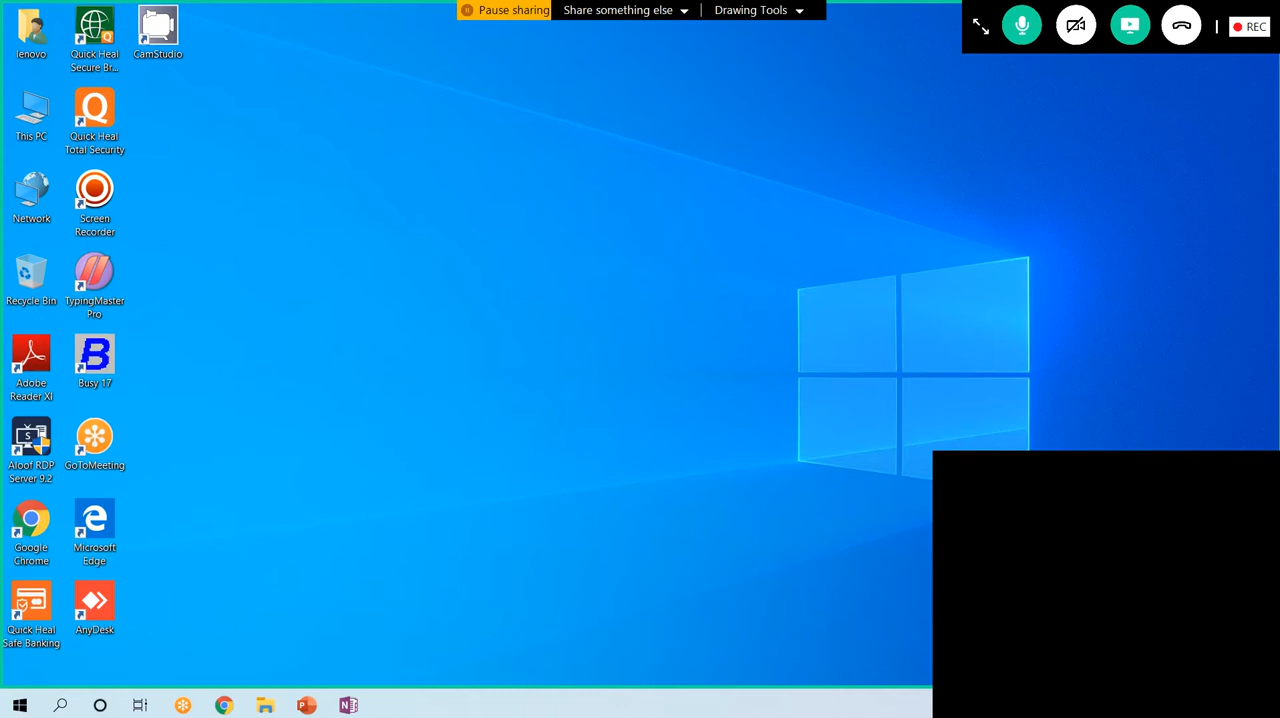 Pause sharing
Share something else
Drawing Tools
REC
lenovo
Quick Heal
Secure Br...
CamStudio
This PC
Quick Heal
Total Security
Network
Screen
Recorder
Recycle Bin
TypingMaster
Pro
Adobe
Reader XI
Busy 17
Aloof RDP
Server 9.2
GoToMeeting
Google
Chrome
Microsoft
Edge
Quick Heal
Safe Banking
AnyDesk